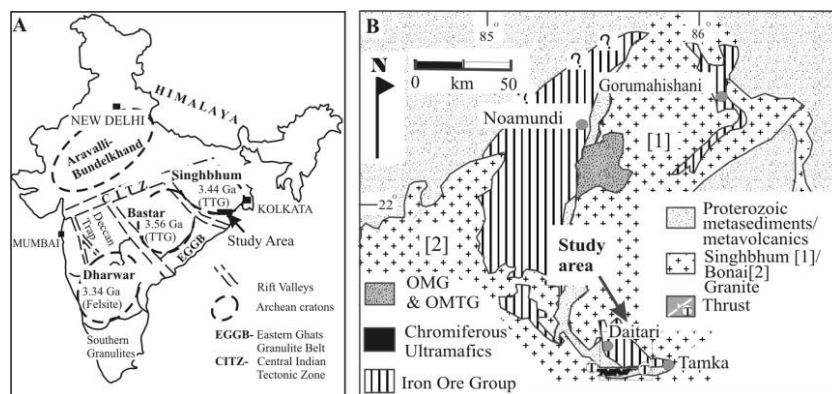 A
HIMALAYA
NEW DELHI
Aravalli-
Bundelkhand
Singhbhum
3.44 Ga
(TTG)
CITZ
KOLKATA
Study Area
Bastar
3.56 Ga
(TTG)
Deccan
Trap
MUMBAI
EGGB
Dharwar
3.34 Ga
(Felsite)
Southern
Granulites
Rift Valleys
Archean cratons
EGGB- Eastern Ghats
Granulite Belt
CITZ- Central Indian
Tectonic Zone
B
85
86
N
0 km 50
?
?
?
Gorumahishani
Noamundi
[1]
22°
[2]
Study
area
Daitari
Tamka
T
T
OMG
& OMTG
Chromiferous
Ultramafics
Iron Ore Group
Proterozoic
metasediments/
metavolcanics
Singhbhum [1]/
Bonai[2]
Granite
T
Thrust